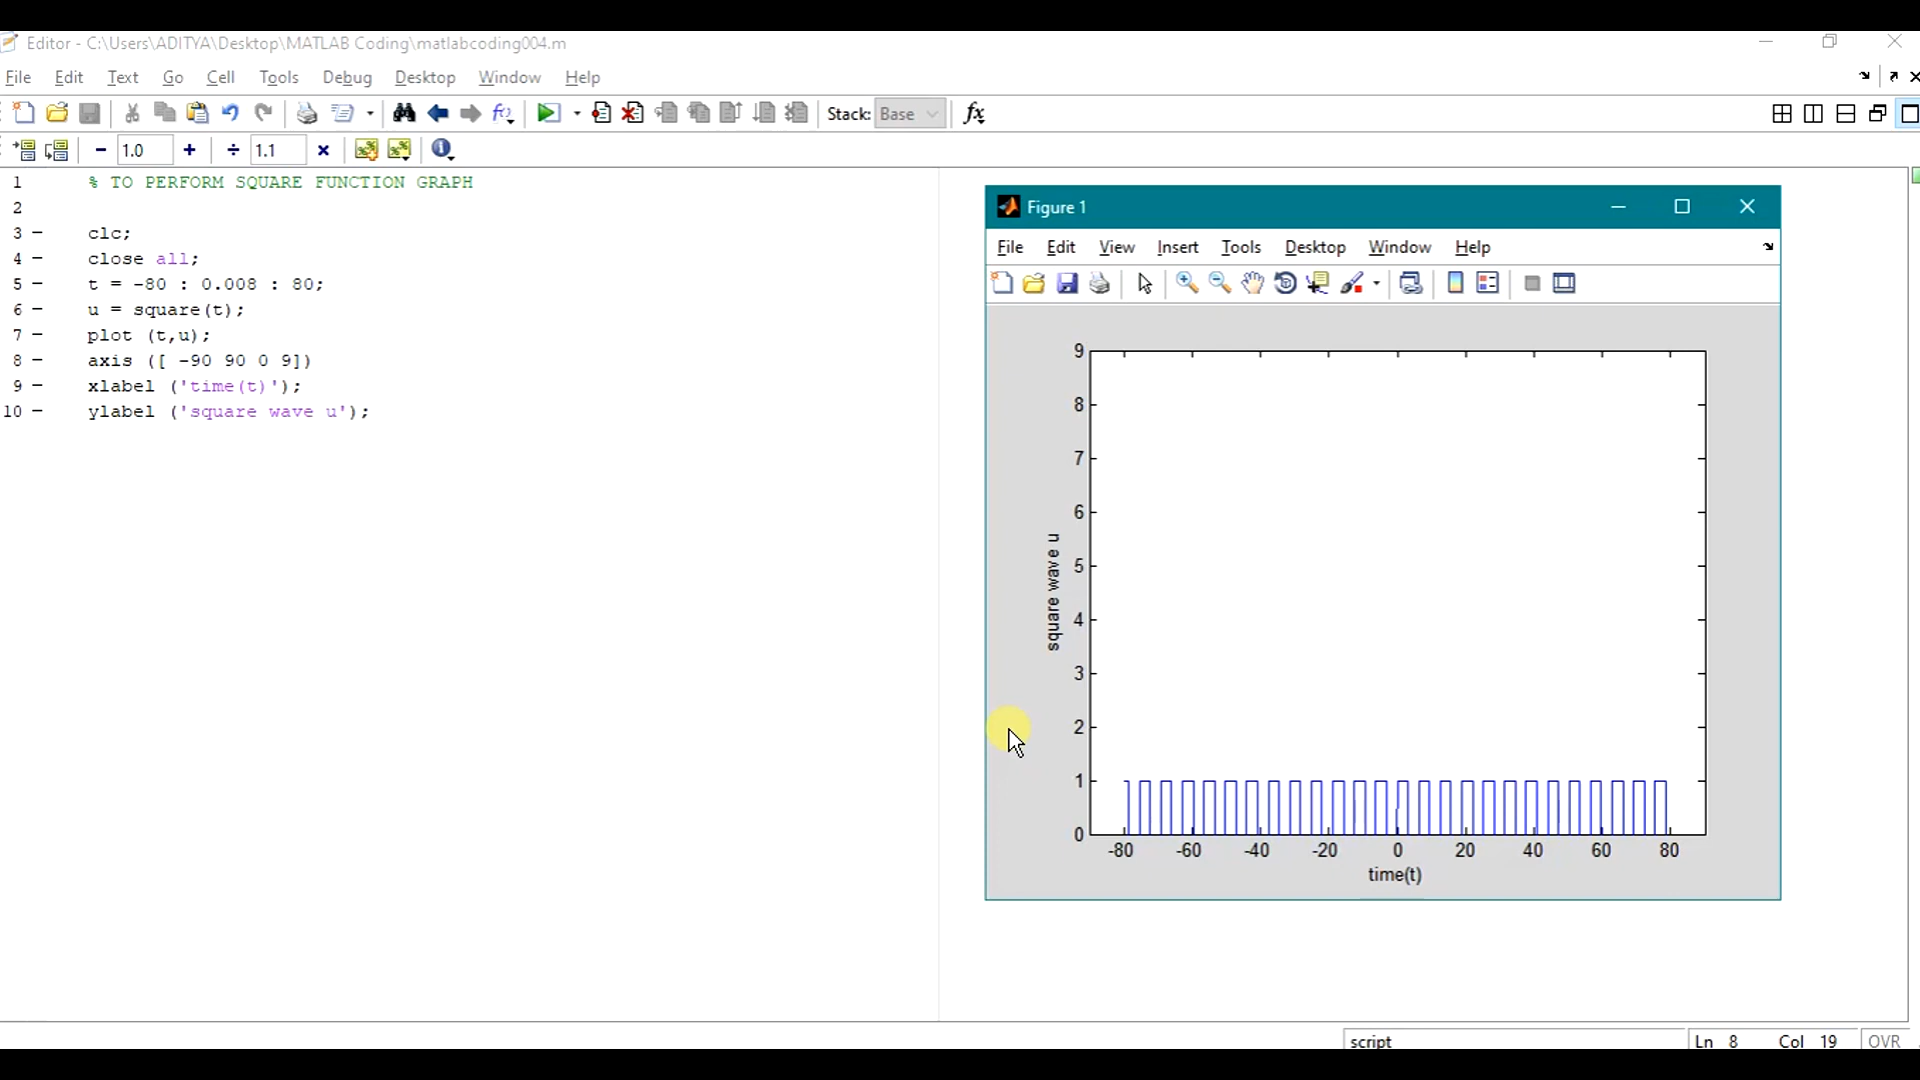 Editor - C:\Users\ADITYA\Desktop\MATLAB Coding\matlabcoding004.m
File Edit Text Go Cell Tools Debug Desktop Window Help
Stack: Base fx
- 1.0 + ÷ 1.1 ×
1 % TO PERFORM SQUARE FUNCTION GRAPH
2
3 - clc;
4 - close all;
5 - t = -80 : 0.008 : 80;
6 - u = square(t);
7 - plot (t,u);
8 - axis ([ -90 90 0 9])
9 - xlabel ('time(t)');
10 - ylabel ('square wave u');
Figure 1
File Edit View Insert Tools Desktop Window Help
9
8
7
6
5
4
3
2
1
0
square wave u
-80 -60 -40 -20 0 20 40 60 80
time(t)
script Ln 8 Col 19 OVR